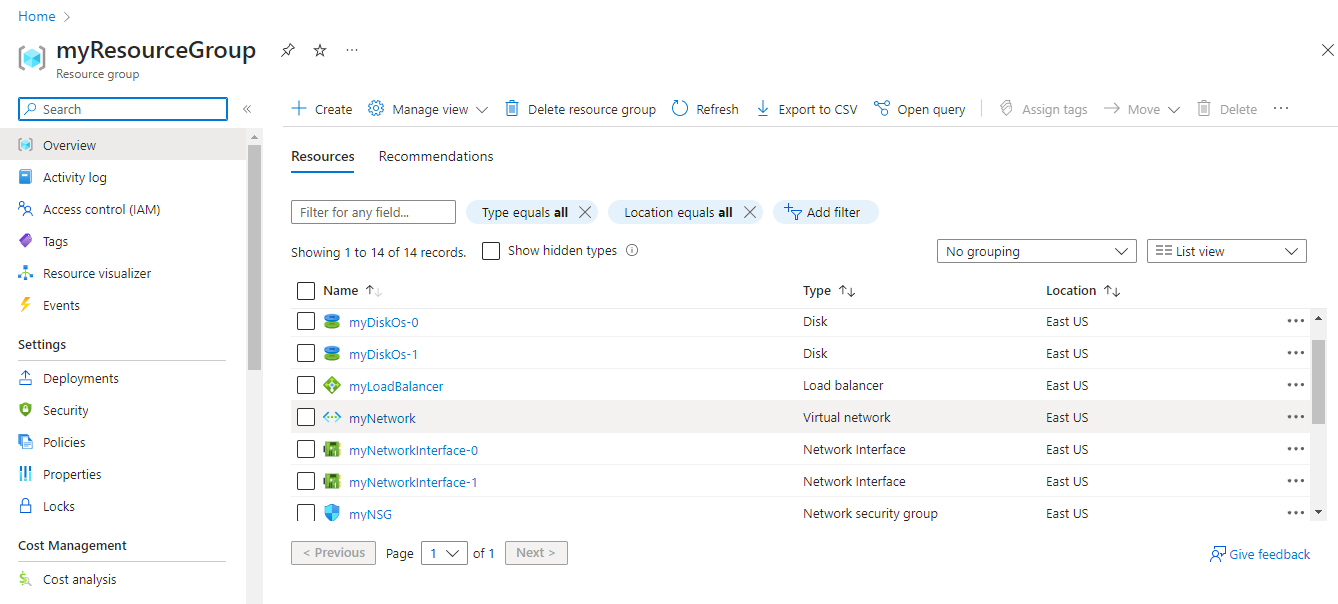 Home
myResourceGroup
Resource group
Search
Create Manage view Delete resource group Refresh Export to CSV Open query Assign tags Move Delete
Overview
Activity log
Access control (IAM)
Tags
Resource visualizer
Events
Settings
Deployments
Security
Policies
Properties
Locks
Cost Management
Cost analysis
Resources Recommendations
Filter for any field... Type equals all Location equals all Add filter
Showing 1 to 14 of 14 records. Show hidden types No grouping List view
Name Type Location
myDiskOs-0 Disk East US
myDiskOs-1 Disk East US
myLoadBalancer Load balancer East US
myNetwork Virtual network East US
myNetworkInterface-0 Network Interface East US
myNetworkInterface-1 Network Interface East US
myNSG Network security group East US
< Previous Page 1 of 1 Next > Give feedback